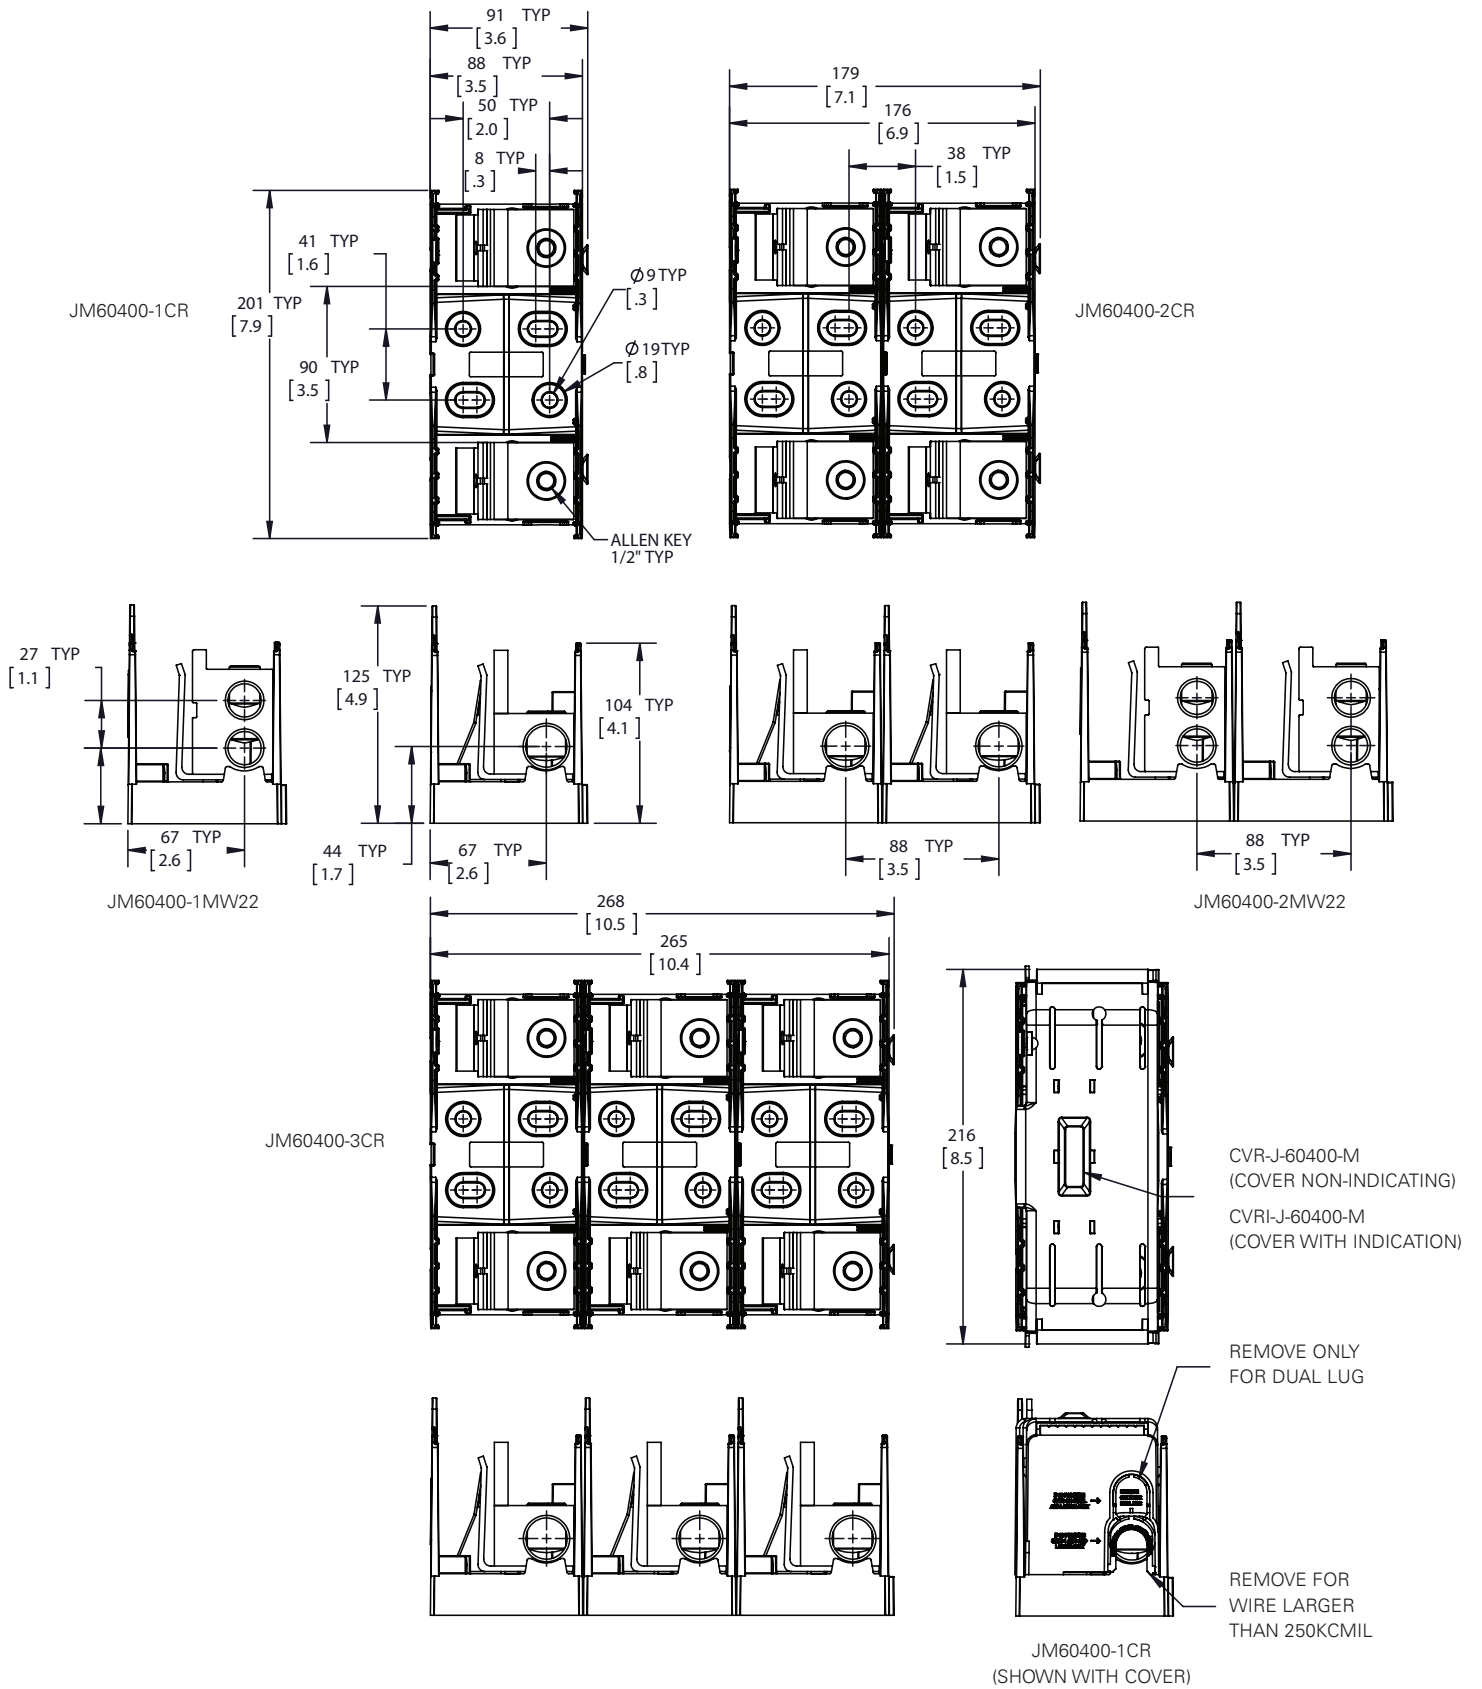 91 TYP
[3.6]
88 TYP
[3.5]
50 TYP
[2.0]
8 TYP
[.3]
179
[7.1]
176
[6.9]
38 TYP
[1.5]
41 TYP
[1.6]
201 TYP
[7.9]
90 TYP
[3.5]
Ø9 TYP
[.3]
Ø19 TYP
[.8]
JM60400-1CR
JM60400-2CR
ALLEN KEY
1/2" TYP
27 TYP
[1.1]
67 TYP
[2.6]
JM60400-1MW22
125 TYP
[4.9]
104 TYP
[4.1]
44 TYP
[1.7]
67 TYP
[2.6]
88 TYP
[3.5]
88 TYP
[3.5]
JM60400-2MW22
268
[10.5]
265
[10.4]
JM60400-3CR
216
[8.5]
CVR-J-60400-M
(COVER NON-INDICATING)
CVRI-J-60400-M
(COVER WITH INDICATION)
REMOVE ONLY
FOR DUAL LUG
REMOVE FOR
WIRE LARGER
THAN 250KCMIL
JM60400-1CR
(SHOWN WITH COVER)